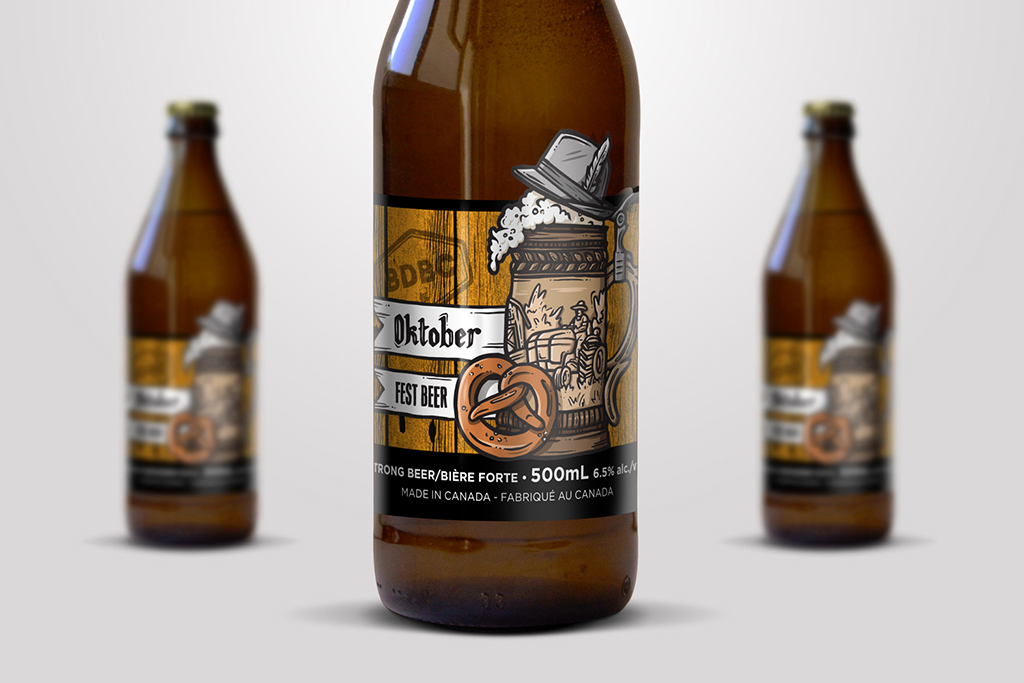 BDBC
Oktober
FEST BEER
TRONG BEER/BIÈRE FORTE • 500mL 6.5% alc./v
MADE IN CANADA - FABRIQUÉ AU CANADA